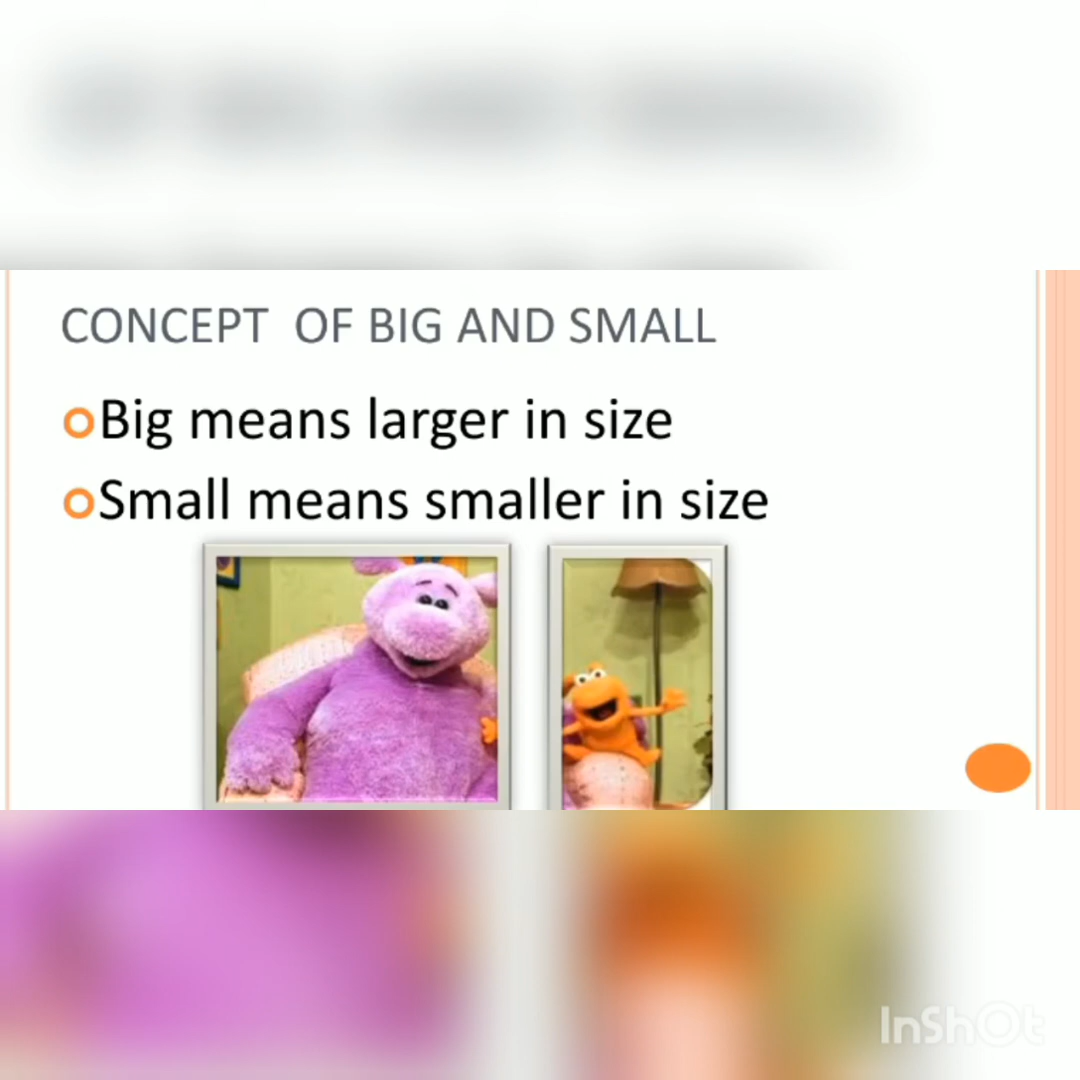 CONCEPT OF BIG AND SMALL
Big means larger in size
Small means smaller in size
InShOt